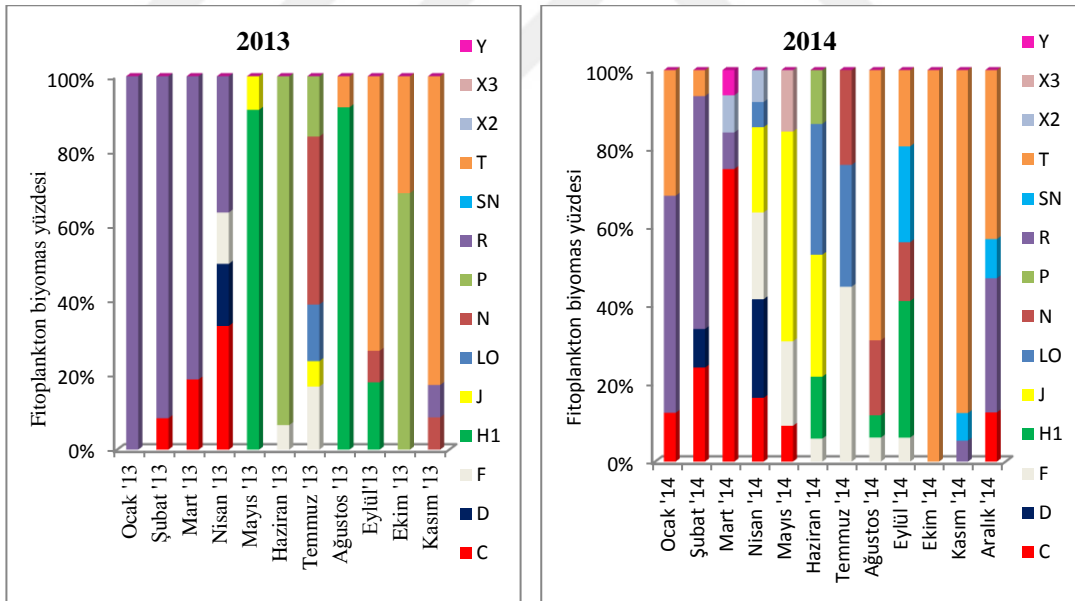 2013
Fitoplankton biyomas yüzdesi
100%
80%
60%
40%
20%
0%
Ocak '13
Şubat '13
Mart '13
Nisan '13
Mayıs '13
Haziran '13
Temmuz '13
Ağustos '13
Eylül'13
Ekim '13
Kasım '13
Y
X3
X2
T
SN
R
P
N
LO
J
H1
F
D
C
2014
Fitoplankton biyomas yüzdesi
100%
80%
60%
40%
20%
0%
Ocak '14
Şubat '14
Mart '14
Nisan '14
Mayıs '14
Haziran '14
Temmuz '14
Ağustos '14
Eylül '14
Ekim '14
Kasım '14
Aralık '14
Y
X3
X2
T
SN
R
P
N
LO
J
H1
F
D
C